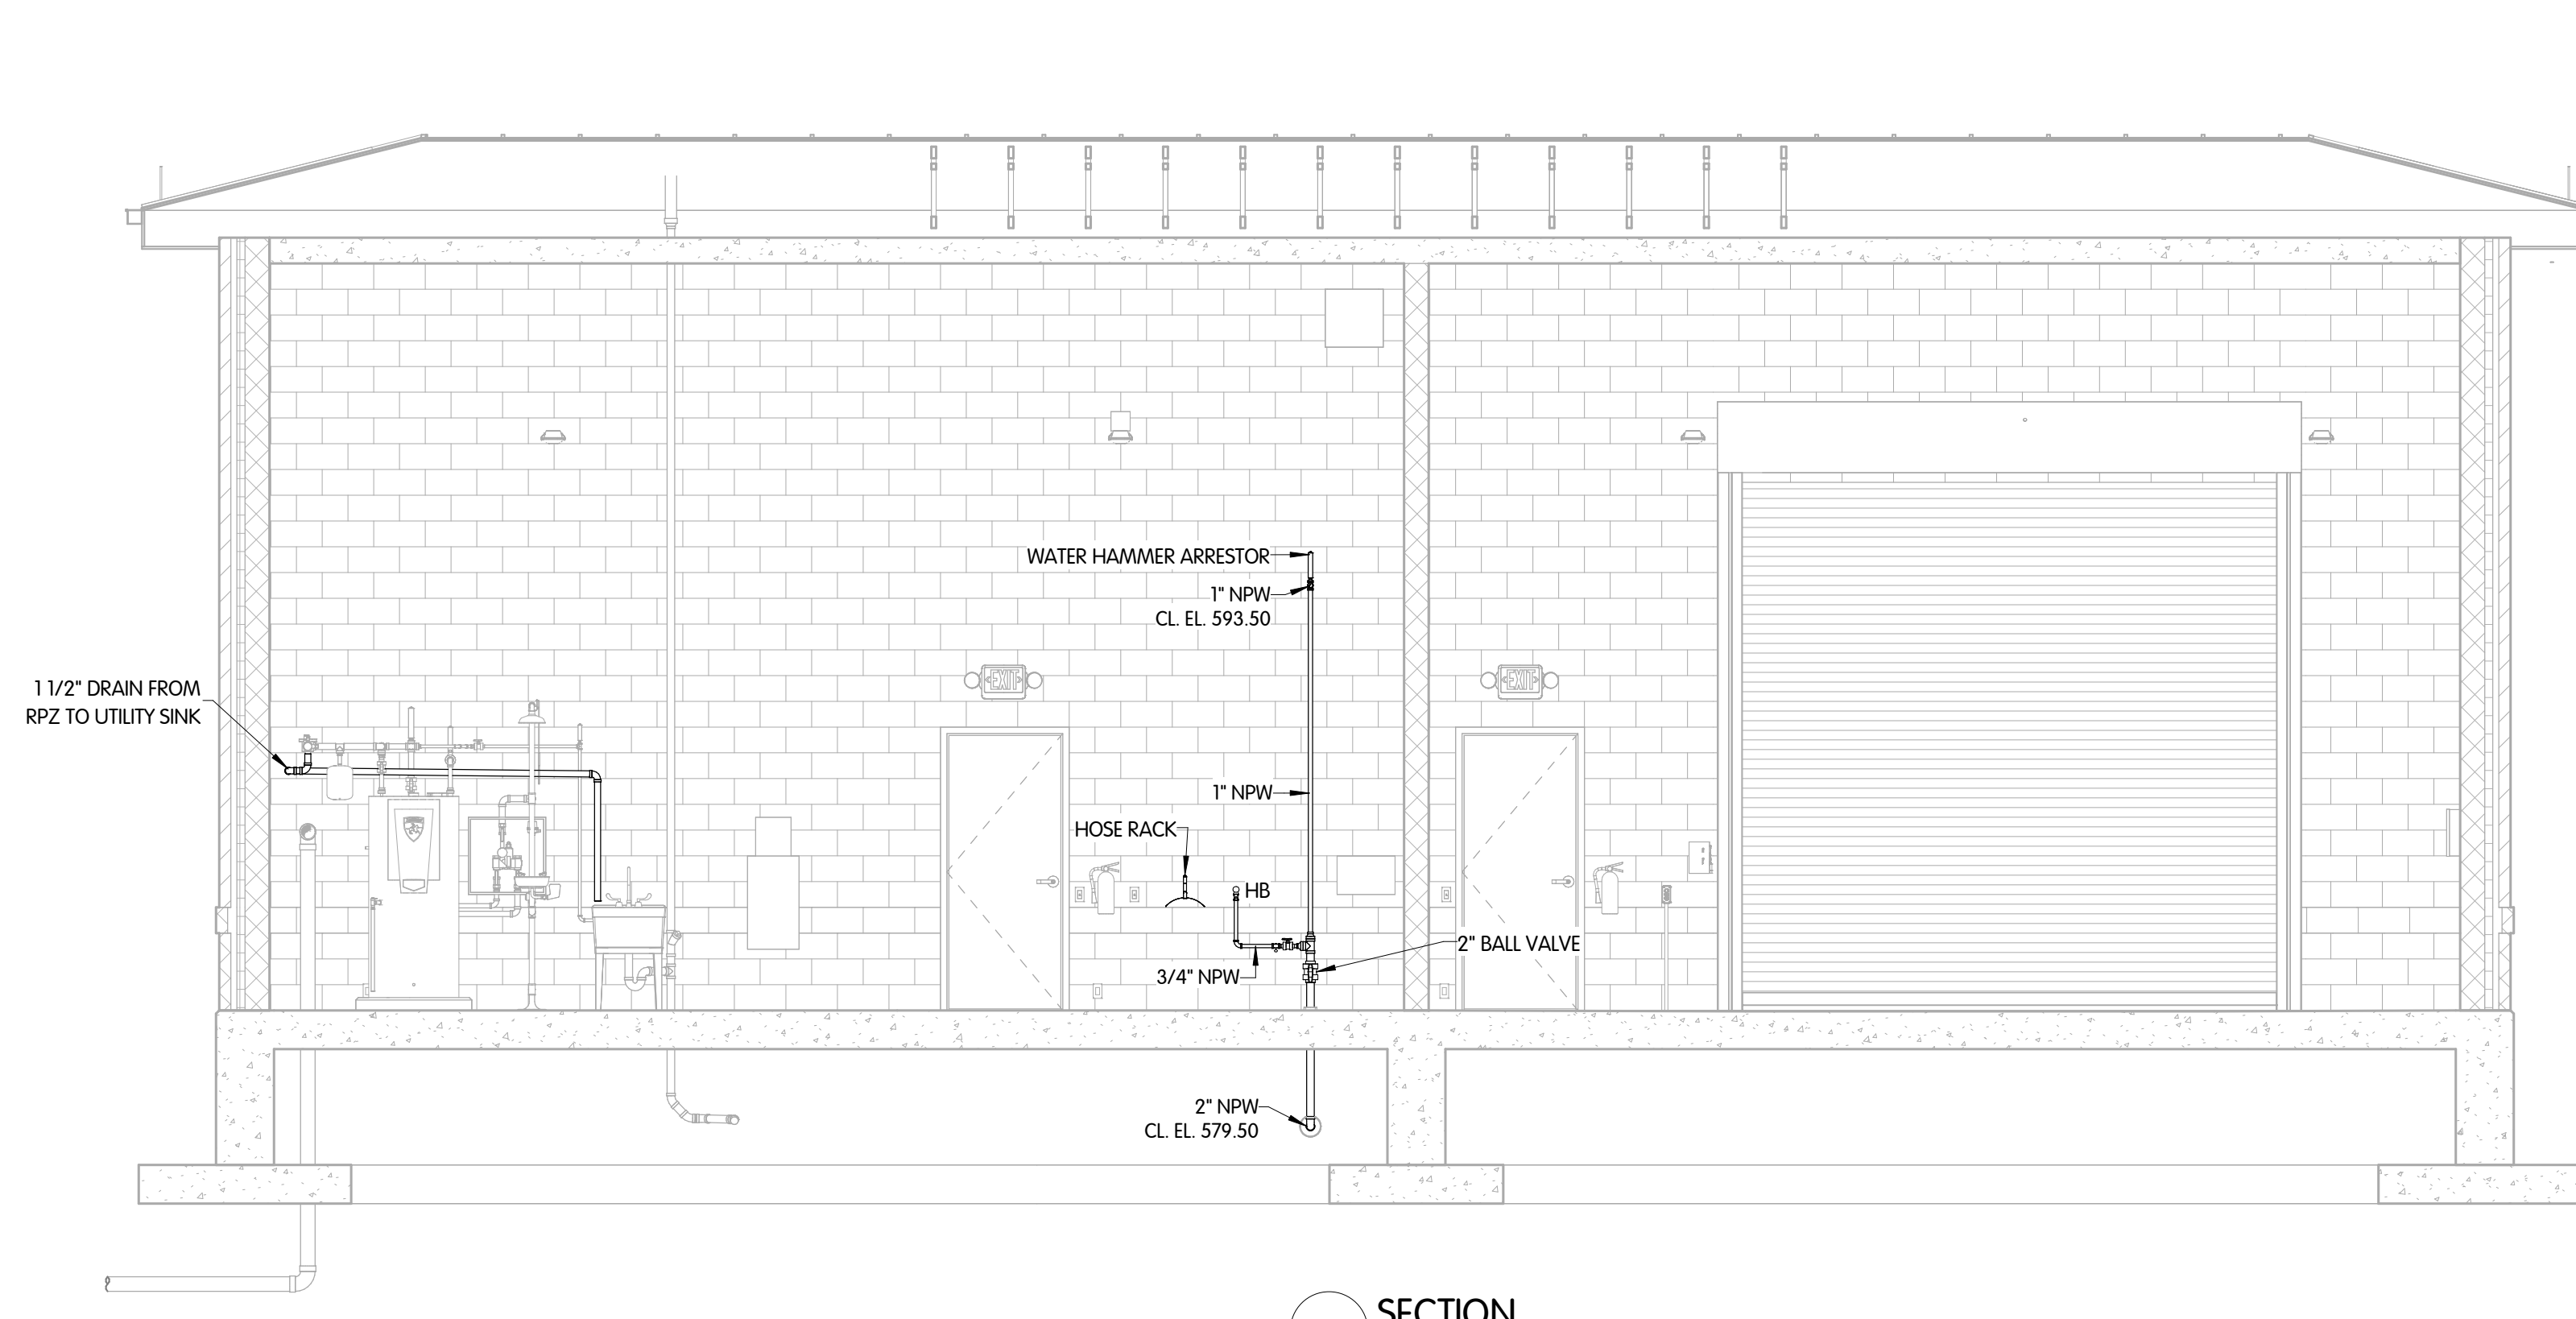 WATER HAMMER ARRESTOR
1" NPW
CL. EL. 593.50
EXIT
EXIT
1 1/2" DRAIN FROM
RPZ TO UTILITY SINK
1" NPW
HOSE RACK
HB
2" BALL VALVE
3/4" NPW
2" NPW
CL. EL. 579.50
SECTION